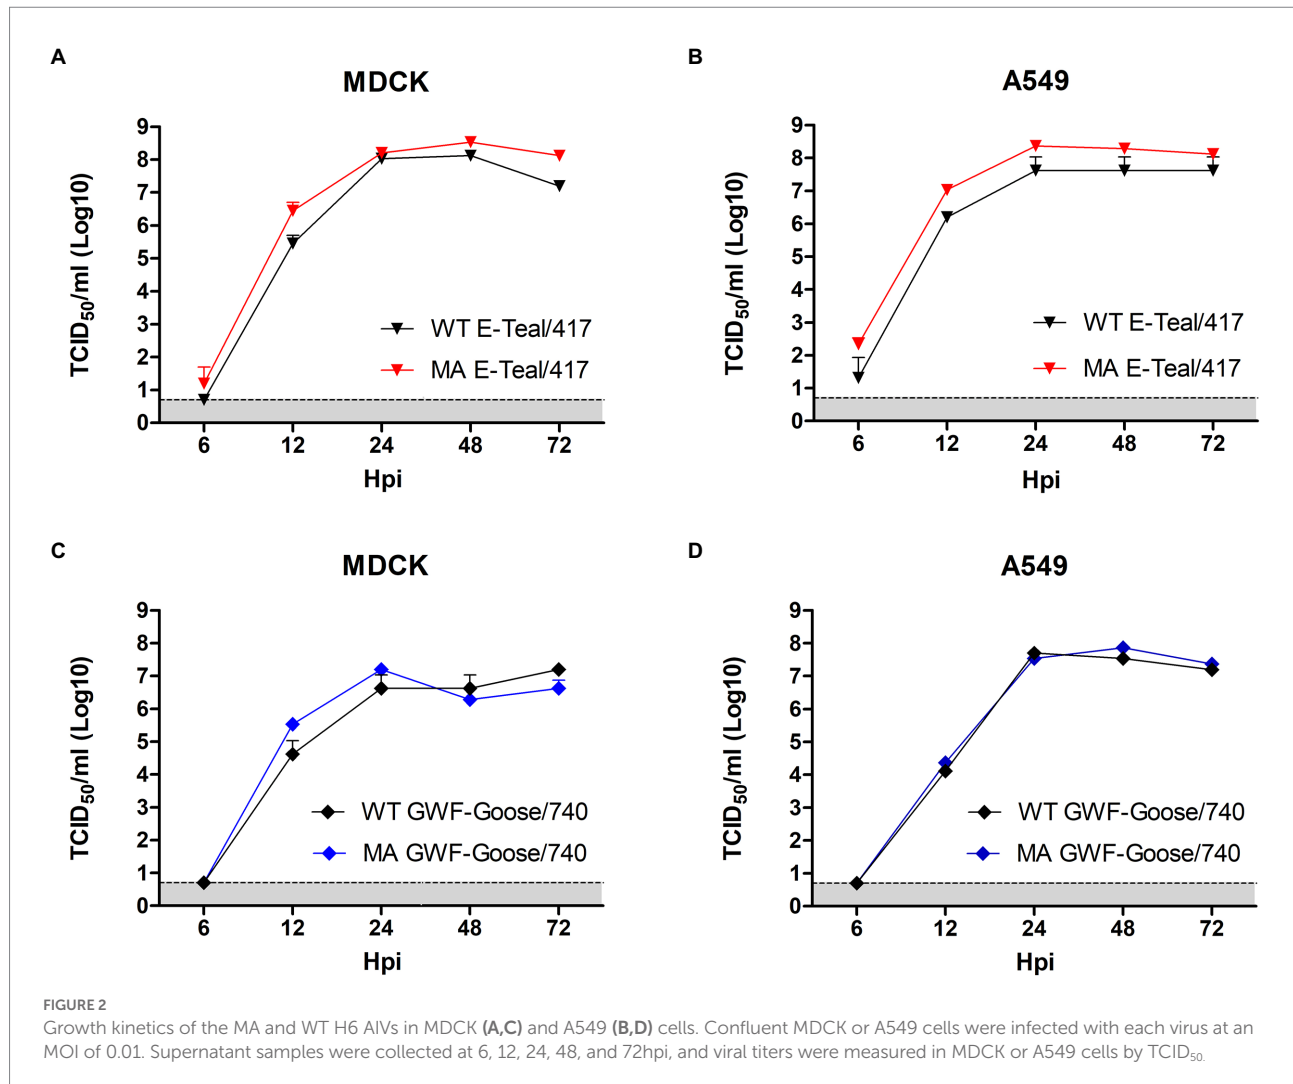 A
MDCK
9
8
7
6
5
4
3
2
1
0
TCID50/ml (Log10)
WT E-Teal/417
MA E-Teal/417
6 12 24 48 72
Hpi
B
A549
9
8
7
6
5
4
3
2
1
0
TCID50/ml (Log10)
WT E-Teal/417
MA E-Teal/417
6 12 24 48 72
Hpi
C
MDCK
9
8
7
6
5
4
3
2
1
0
TCID50/ml (Log10)
WT GWF-Goose/740
MA GWF-Goose/740
6 12 24 48 72
Hpi
D
A549
9
8
7
6
5
4
3
2
1
0
TCID50/ml (Log10)
WT GWF-Goose/740
MA GWF-Goose/740
6 12 24 48 72
Hpi
FIGURE 2
Growth kinetics of the MA and WT H6 AIVs in MDCK (A,C) and A549 (B,D) cells. Confluent MDCK or A549 cells were infected with each virus at an
MOI of 0.01. Supernatant samples were collected at 6, 12, 24, 48, and 72hpi, and viral titers were measured in MDCK or A549 cells by TCID50.